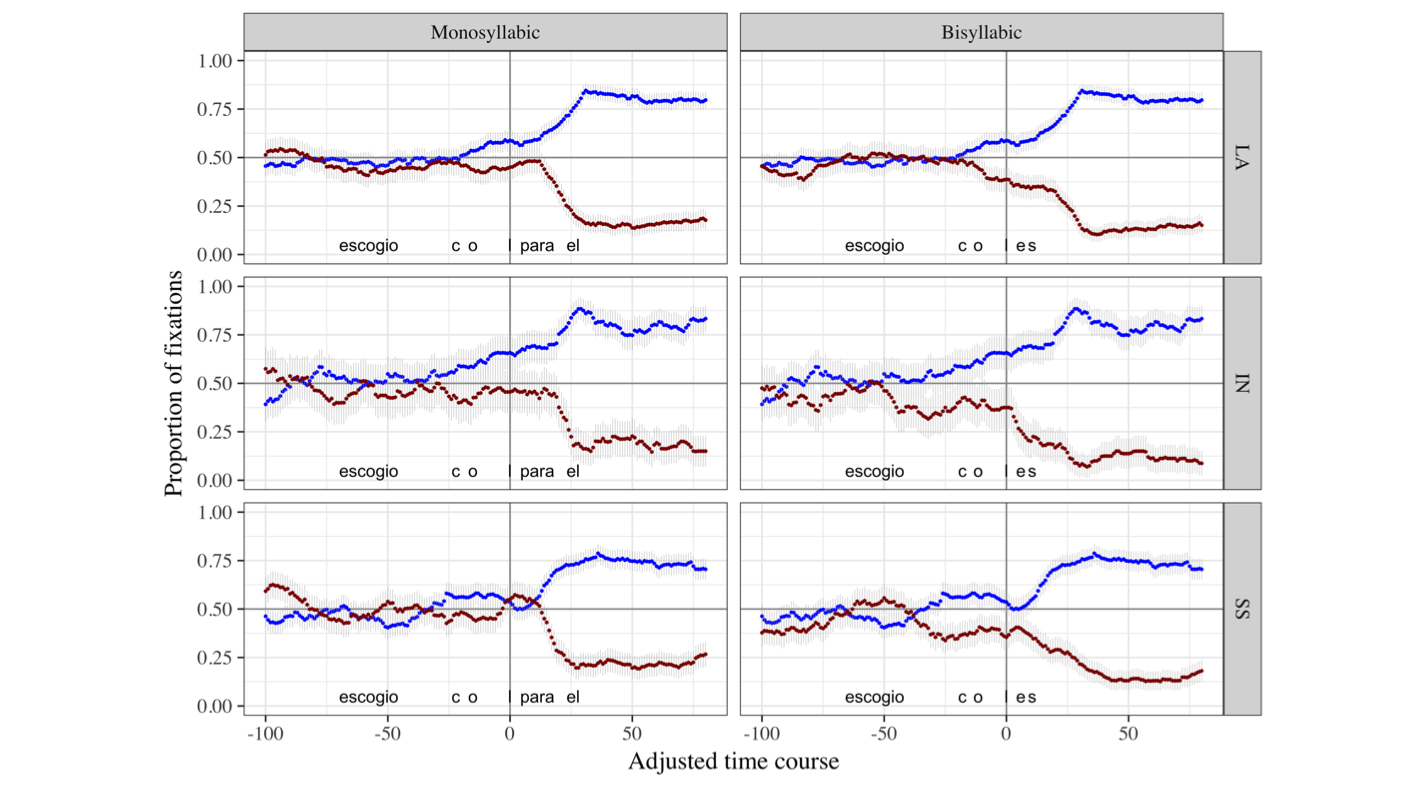 Monosyllabic
Bisyllabic
1.00
0.75
0.50
0.25
0.00
escogio c o l para el
escogio c o l es
LA
1.00
0.75
0.50
0.25
0.00
escogio c o l para el
escogio c o l es
IN
1.00
0.75
0.50
0.25
0.00
escogio c o l para el
escogio c o l es
SS
Proportion of fixations
-100 -50 0 50
-100 -50 0 50
Adjusted time course